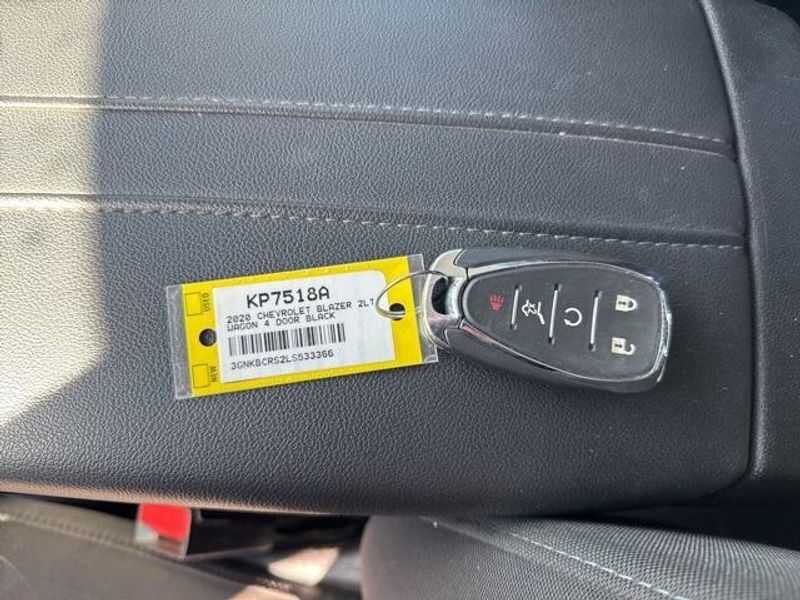 USED
NEW
KP7518A
2020 CHEVROLET BLAZER 2LT
WAGON 4 DOOR BLACK
3GNKBCRS2LS533366